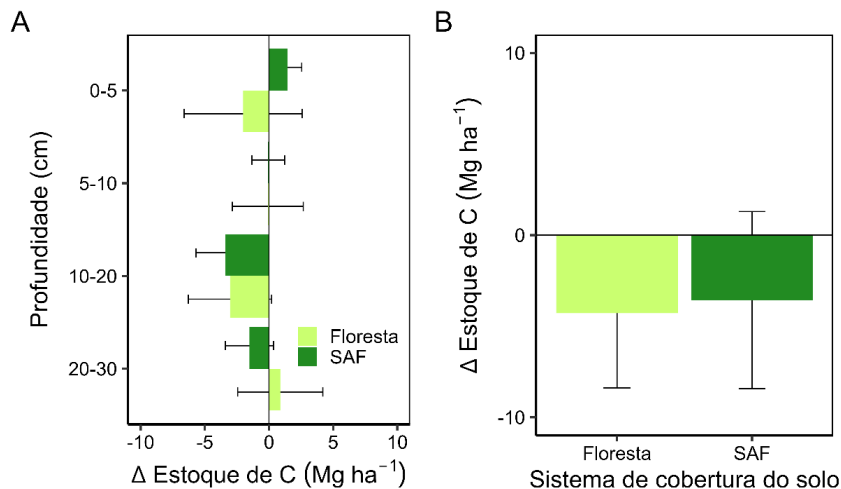 A
Profundidade (cm)
0-5
5-10
10-20
20-30
Floresta
SAF
-10
-5
0
5
10
Δ Estoque de C (Mg ha⁻¹)
B
Δ Estoque de C (Mg ha⁻¹)
10
0
-10
Floresta
SAF
Sistema de cobertura do solo